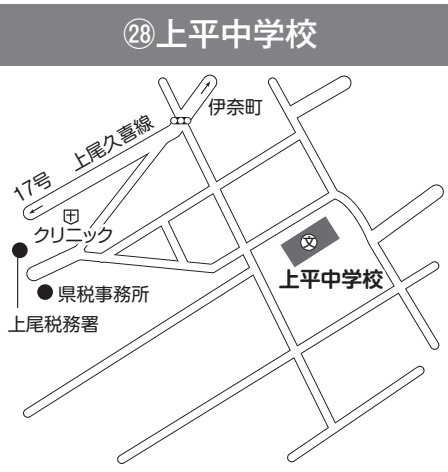 ㉘上平中学校
伊奈町
上尾久喜線
17号
クリニック
文
上平中学校
県税事務所
上尾税務署